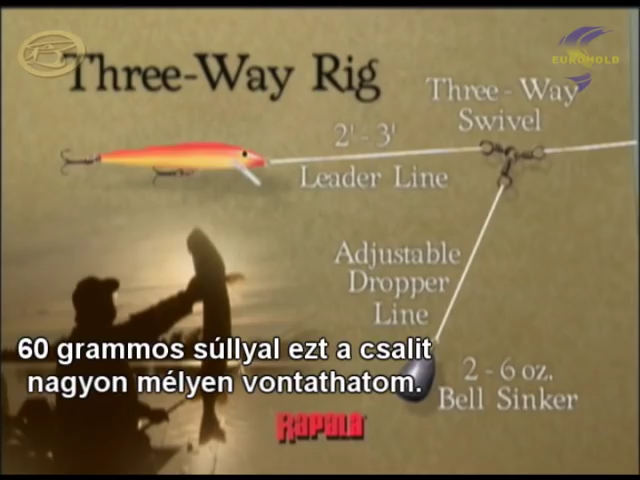 Three-Way Rig
EUROHOLD
Three - Way
Swivel
2' - 3'
Leader Line
Adjustable
Dropper
Line
60 grammos súllyal ezt a csalit
nagyon mélyen vontathatom.
2 - 6 oz.
Bell Sinker
RAPALA